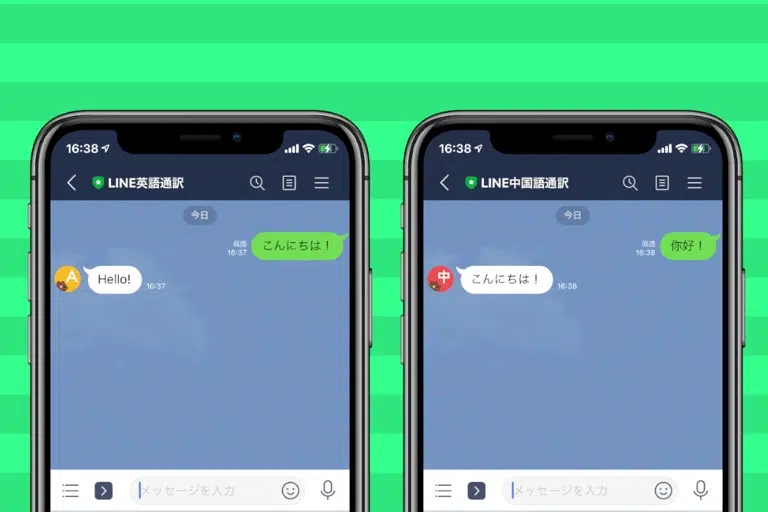 16:38
LINE英語通訳
今日
既読
16:37
こんにちは！
A
Hello!
16:37
メッセージを入力
16:38
LINE中国語通訳
今日
既読
16:38
你好！
中
こんにちは！
16:38
メッセージを入力